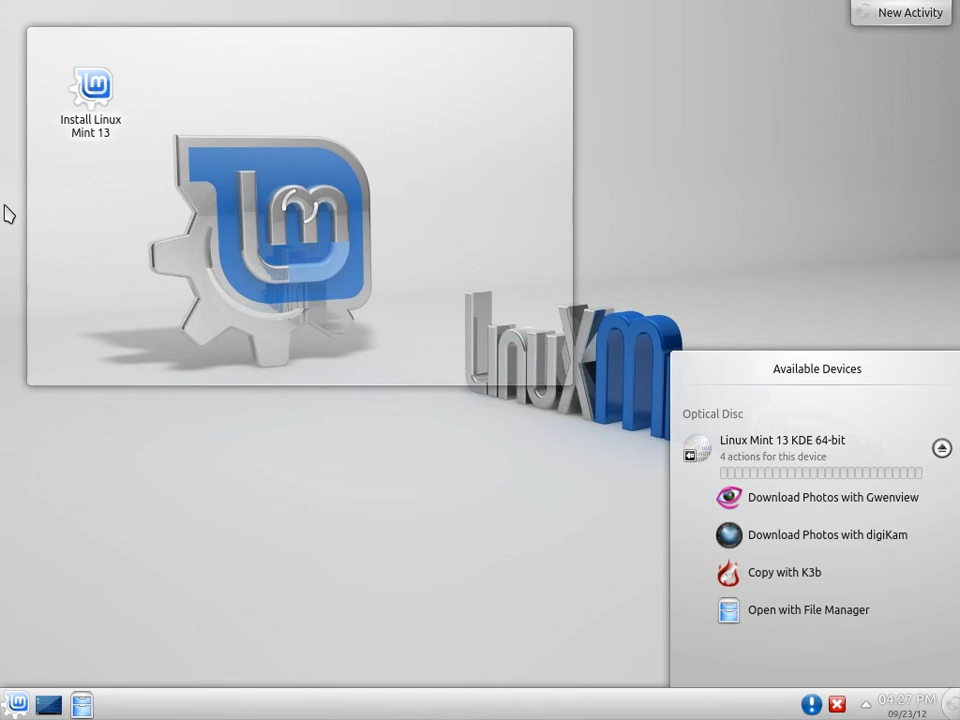 New Activity
Install Linux
Mint 13
lm
Linux m
Available Devices
Optical Disc
Linux Mint 13 KDE 64-bit
4 actions for this device
Download Photos with Gwenview
Download Photos with digiKam
Copy with K3b
Open with File Manager
04:27 PM
09/23/12